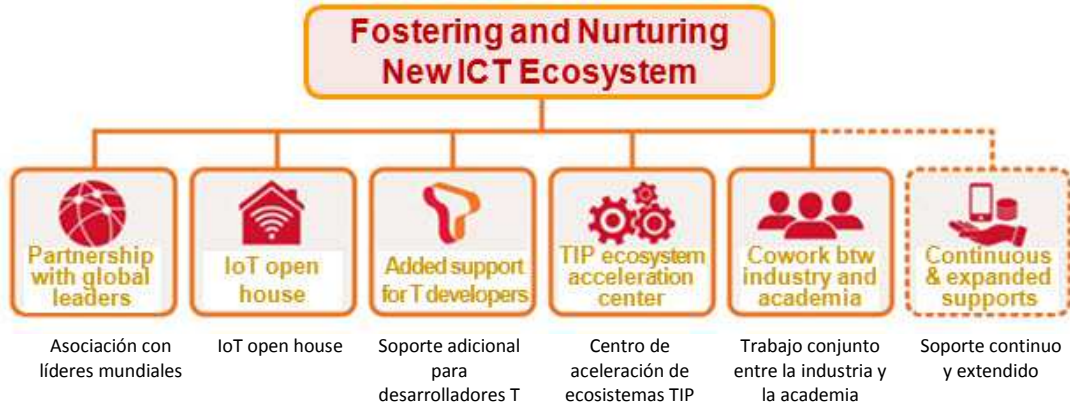 Fostering and Nurturing
New ICT Ecosystem
Partnership
with global
leaders
IoT open
house
Added support
for T developers
TIP ecosystem
acceleration
center
Cowork btw
industry and
academia
Continuous
& expanded
supports
Asociación con
líderes mundiales
IoT open house
Soporte adicional
para
desarrolladores T
Centro de
aceleración de
ecosistemas TIP
Trabajo conjunto
entre la industria y
la academia
Soporte continuo
y extendido